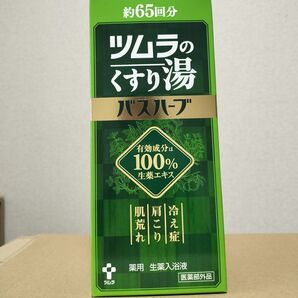 約65回分
ツムラの
くすり湯
バスハーブ
有効成分は
100%
生薬エキス
冷え症
肩こり
肌荒れ
ツムラ
薬用 生薬入浴液
医薬部外品